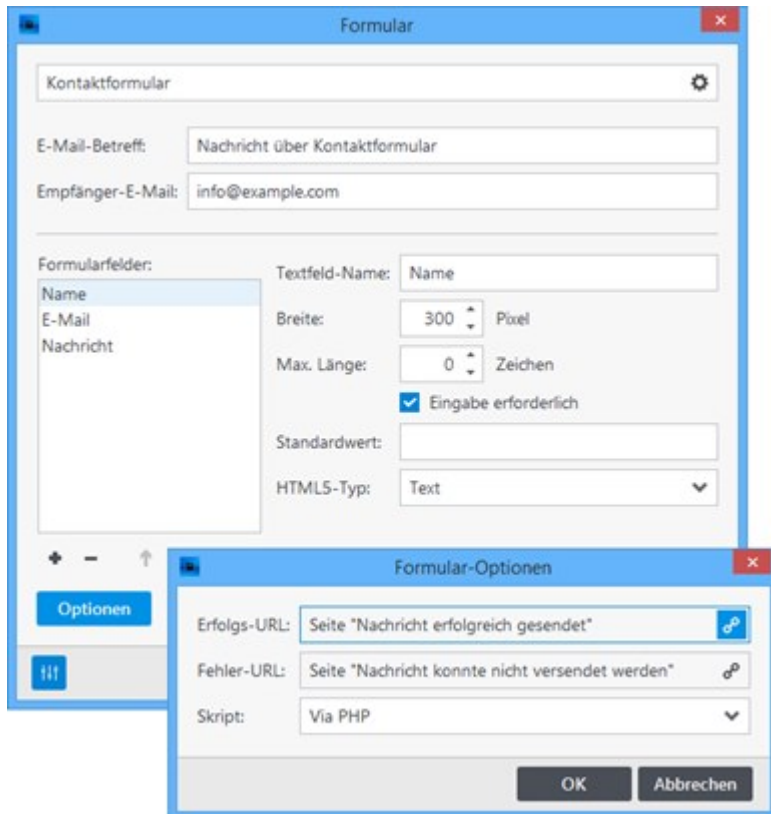 Formular
Kontaktformular
E-Mail-Betreff: Nachricht über Kontaktformular
Empfänger-E-Mail: info@example.com
Formularfelder:
Name
E-Mail
Nachricht
Textfeld-Name: Name
Breite: 300 Pixel
Max. Länge: 0 Zeichen
Eingabe erforderlich
Standardwert:
HTML5-Typ: Text
Optionen
Formular-Optionen
Erfolgs-URL: Seite "Nachricht erfolgreich gesendet"
Fehler-URL: Seite "Nachricht konnte nicht versendet werden"
Skript: Via PHP
OK Abbrechen